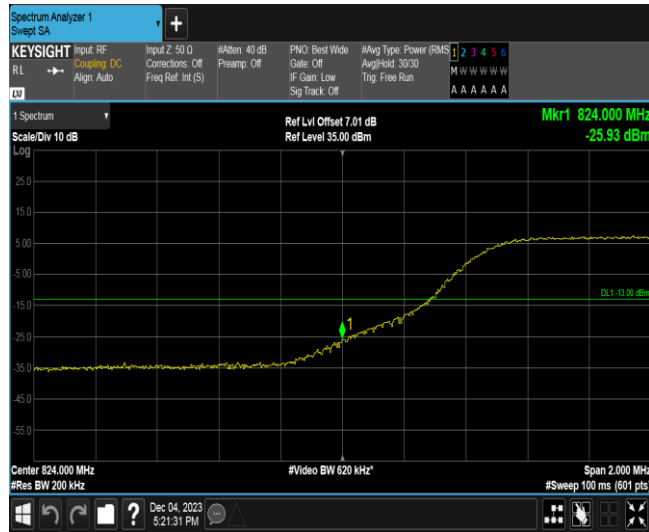 Spectrum Analyzer 1
Swept SA
KEYSIGHT
RL
LXI
Input: RF
Coupling: DC
Align: Auto
Input Z: 50 Ω
Corrections: Off
Freq Ref: Int (S)
#Atten: 40 dB
Preamp: Off
PNO: Best Wide
Gate: Off
IF Gain: Low
Sig Track: Off
#Avg Type: Power (RMS
Avg|Hold: 30/30
Trig: Free Run
1 2 3 4 5 6
M W W W W W
A A A A A A
1 Spectrum
Scale/Div 10 dB
Log
Ref Lvl Offset 7.01 dB
Ref Level 35.00 dBm
Mkr1 824.000 MHz
-25.93 dBm
25.0
15.0
5.00
-5.00
DL1 -13.00 dBm
-15.0
1
-25.0
-35.0
-45.0
-55.0
Center 824.000 MHz
#Video BW 620 kHz*
Span 2.000 MHz
#Res BW 200 kHz
#Sweep 100 ms (601 pts)
?
Dec 04, 2023
5:21:31 PM